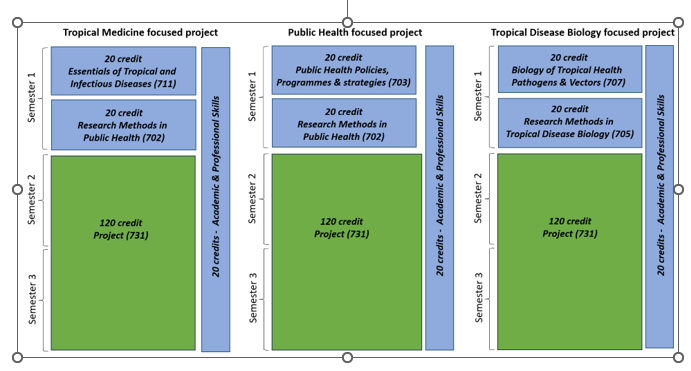 Tropical Medicine focused project
Semester 1
20 credit
Essentials of Tropical and
Infectious Diseases (711)
20 credit
Research Methods in
Public Health (702)
Semester 2
120 credit
Project (731)
Semester 3
20 credits - Academic & Professional Skills
Public Health focused project
Semester 1
20 credit
Public Health Policies,
Programmes & strategies (703)
20 credit
Research Methods in
Public Health (702)
Semester 2
120 credit
Project (731)
Semester 3
20 credits - Academic & Professional Skills
Tropical Disease Biology focused project
Semester 1
20 credit
Biology of Tropical Health
Pathogens & Vectors (707)
20 credit
Research Methods in
Tropical Disease Biology (705)
Semester 2
120 credit
Project (731)
Semester 3
20 credits - Academic & Professional Skills